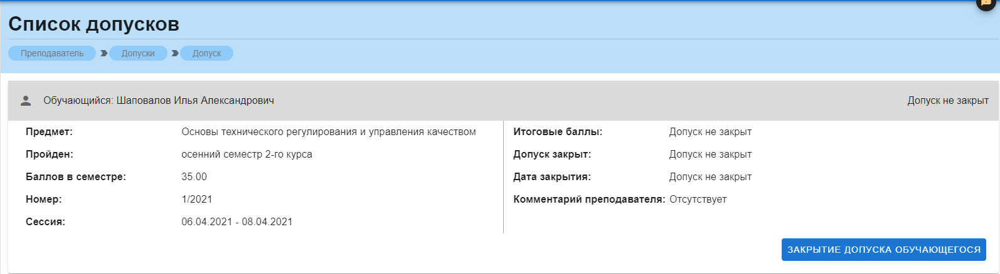 Список допусков
Преподаватель Допуски Допуск
Обучающийся: Шаповалов Илья Александрович Допуск не закрыт
Предмет: Основы технического регулирования и управления качеством
Пройден: осенний семестр 2-го курса
Баллов в семестре: 35.00
Номер: 1/2021
Сессия: 06.04.2021 - 08.04.2021
Итоговые баллы: Допуск не закрыт
Допуск закрыт: Допуск не закрыт
Дата закрытия: Допуск не закрыт
Комментарий преподавателя: Отсутствует
ЗАКРЫТИЕ ДОПУСКА ОБУЧАЮЩЕГОСЯ